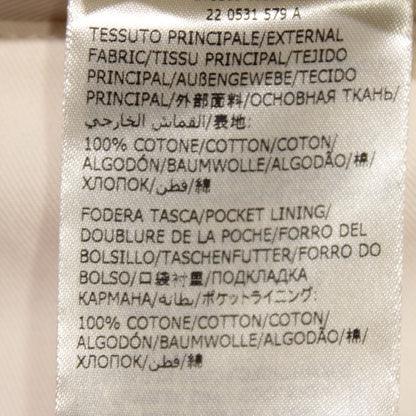 22 0531 579 A
TESSUTO PRINCIPALE/EXTERNAL
FABRIC/TISSU PRINCIPAL/TEJIDO
PRINCIPAL/AUßENGEWEBE/TECIDO
PRINCIPAL/外部面料/ОСНОВНАЯ ТКАНЬ/
القماش الخارجي/表地:
100% COTONE/COTTON/COTON/
ALGODÓN/BAUMWOLLE/ALGODÃO/棉/
ХЛОПОК/قطن/綿
FODERA TASCA/POCKET LINING/
DOUBLURE DE LA POCHE/FORRO DEL
BOLSILLO/TASCHENFUTTER/FORRO DO
BOLSO/口袋衬里/ПОДКЛАДКА
КАРМАНА/بطانة/ポケットライニング:
100% COTONE/COTTON/COTON/
ALGODÓN/BAUMWOLLE/ALGODÃO/棉/
ХЛОПОК/قطن/綿